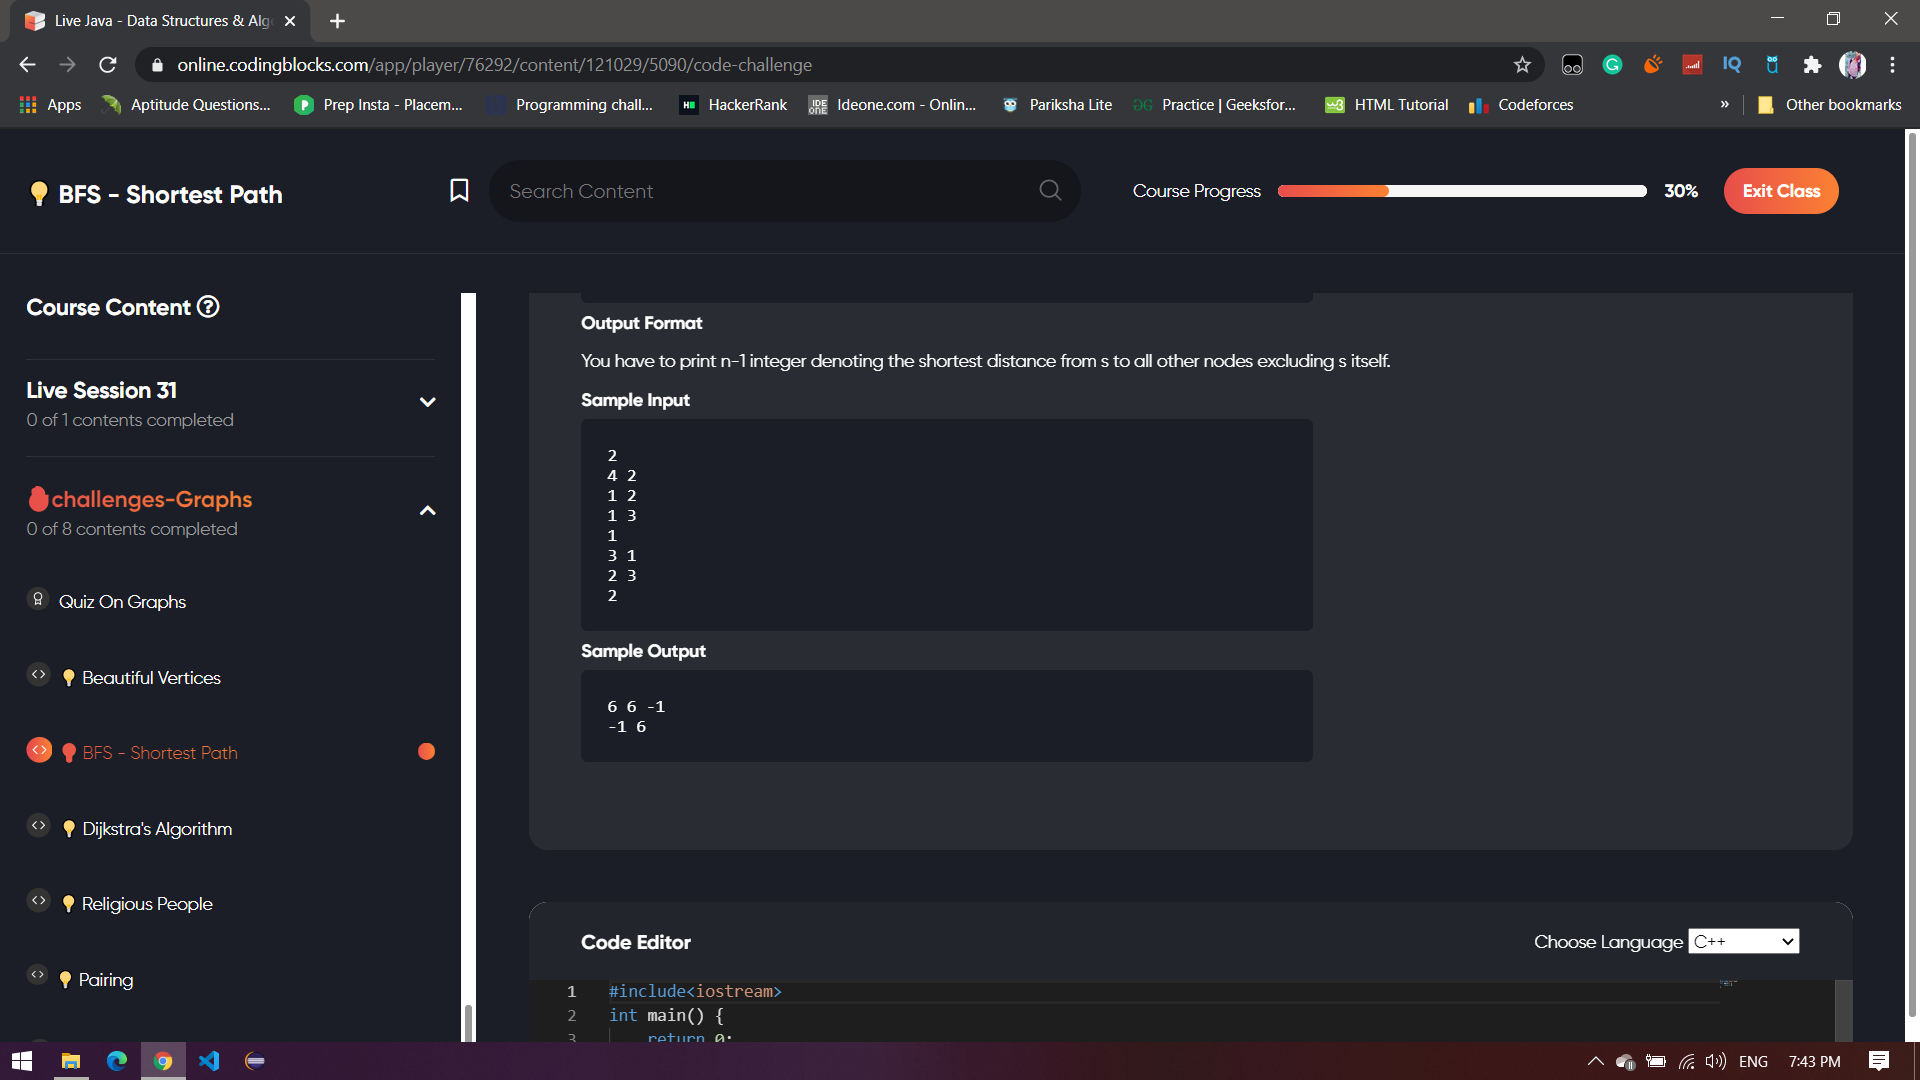 Live Java - Data Structures & Algo
online.codingblocks.com/app/player/76292/content/121029/5090/code-challenge
Apps
Aptitude Questions...
Prep Insta - Placem...
Programming chall...
HackerRank
Ideone.com - Onlin...
Pariksha Lite
Practice | Geeksfor...
HTML Tutorial
Codeforces
»
Other bookmarks
BFS - Shortest Path
Search Content
Course Progress
30%
Exit Class
Course Content
Live Session 31
0 of 1 contents completed
challenges-Graphs
0 of 8 contents completed
Quiz On Graphs
Beautiful Vertices
BFS - Shortest Path
Dijkstra's Algorithm
Religious People
Pairing
Output Format
You have to print n-1 integer denoting the shortest distance from s to all other nodes excluding s itself.
Sample Input
2
4 2
1 2
1 3
1
3 1
2 3
2
Sample Output
6 6 -1
-1 6
Code Editor
Choose Language
C++
1 #include<iostream>
2 int main() {
3 return 0;
ENG
7:43 PM